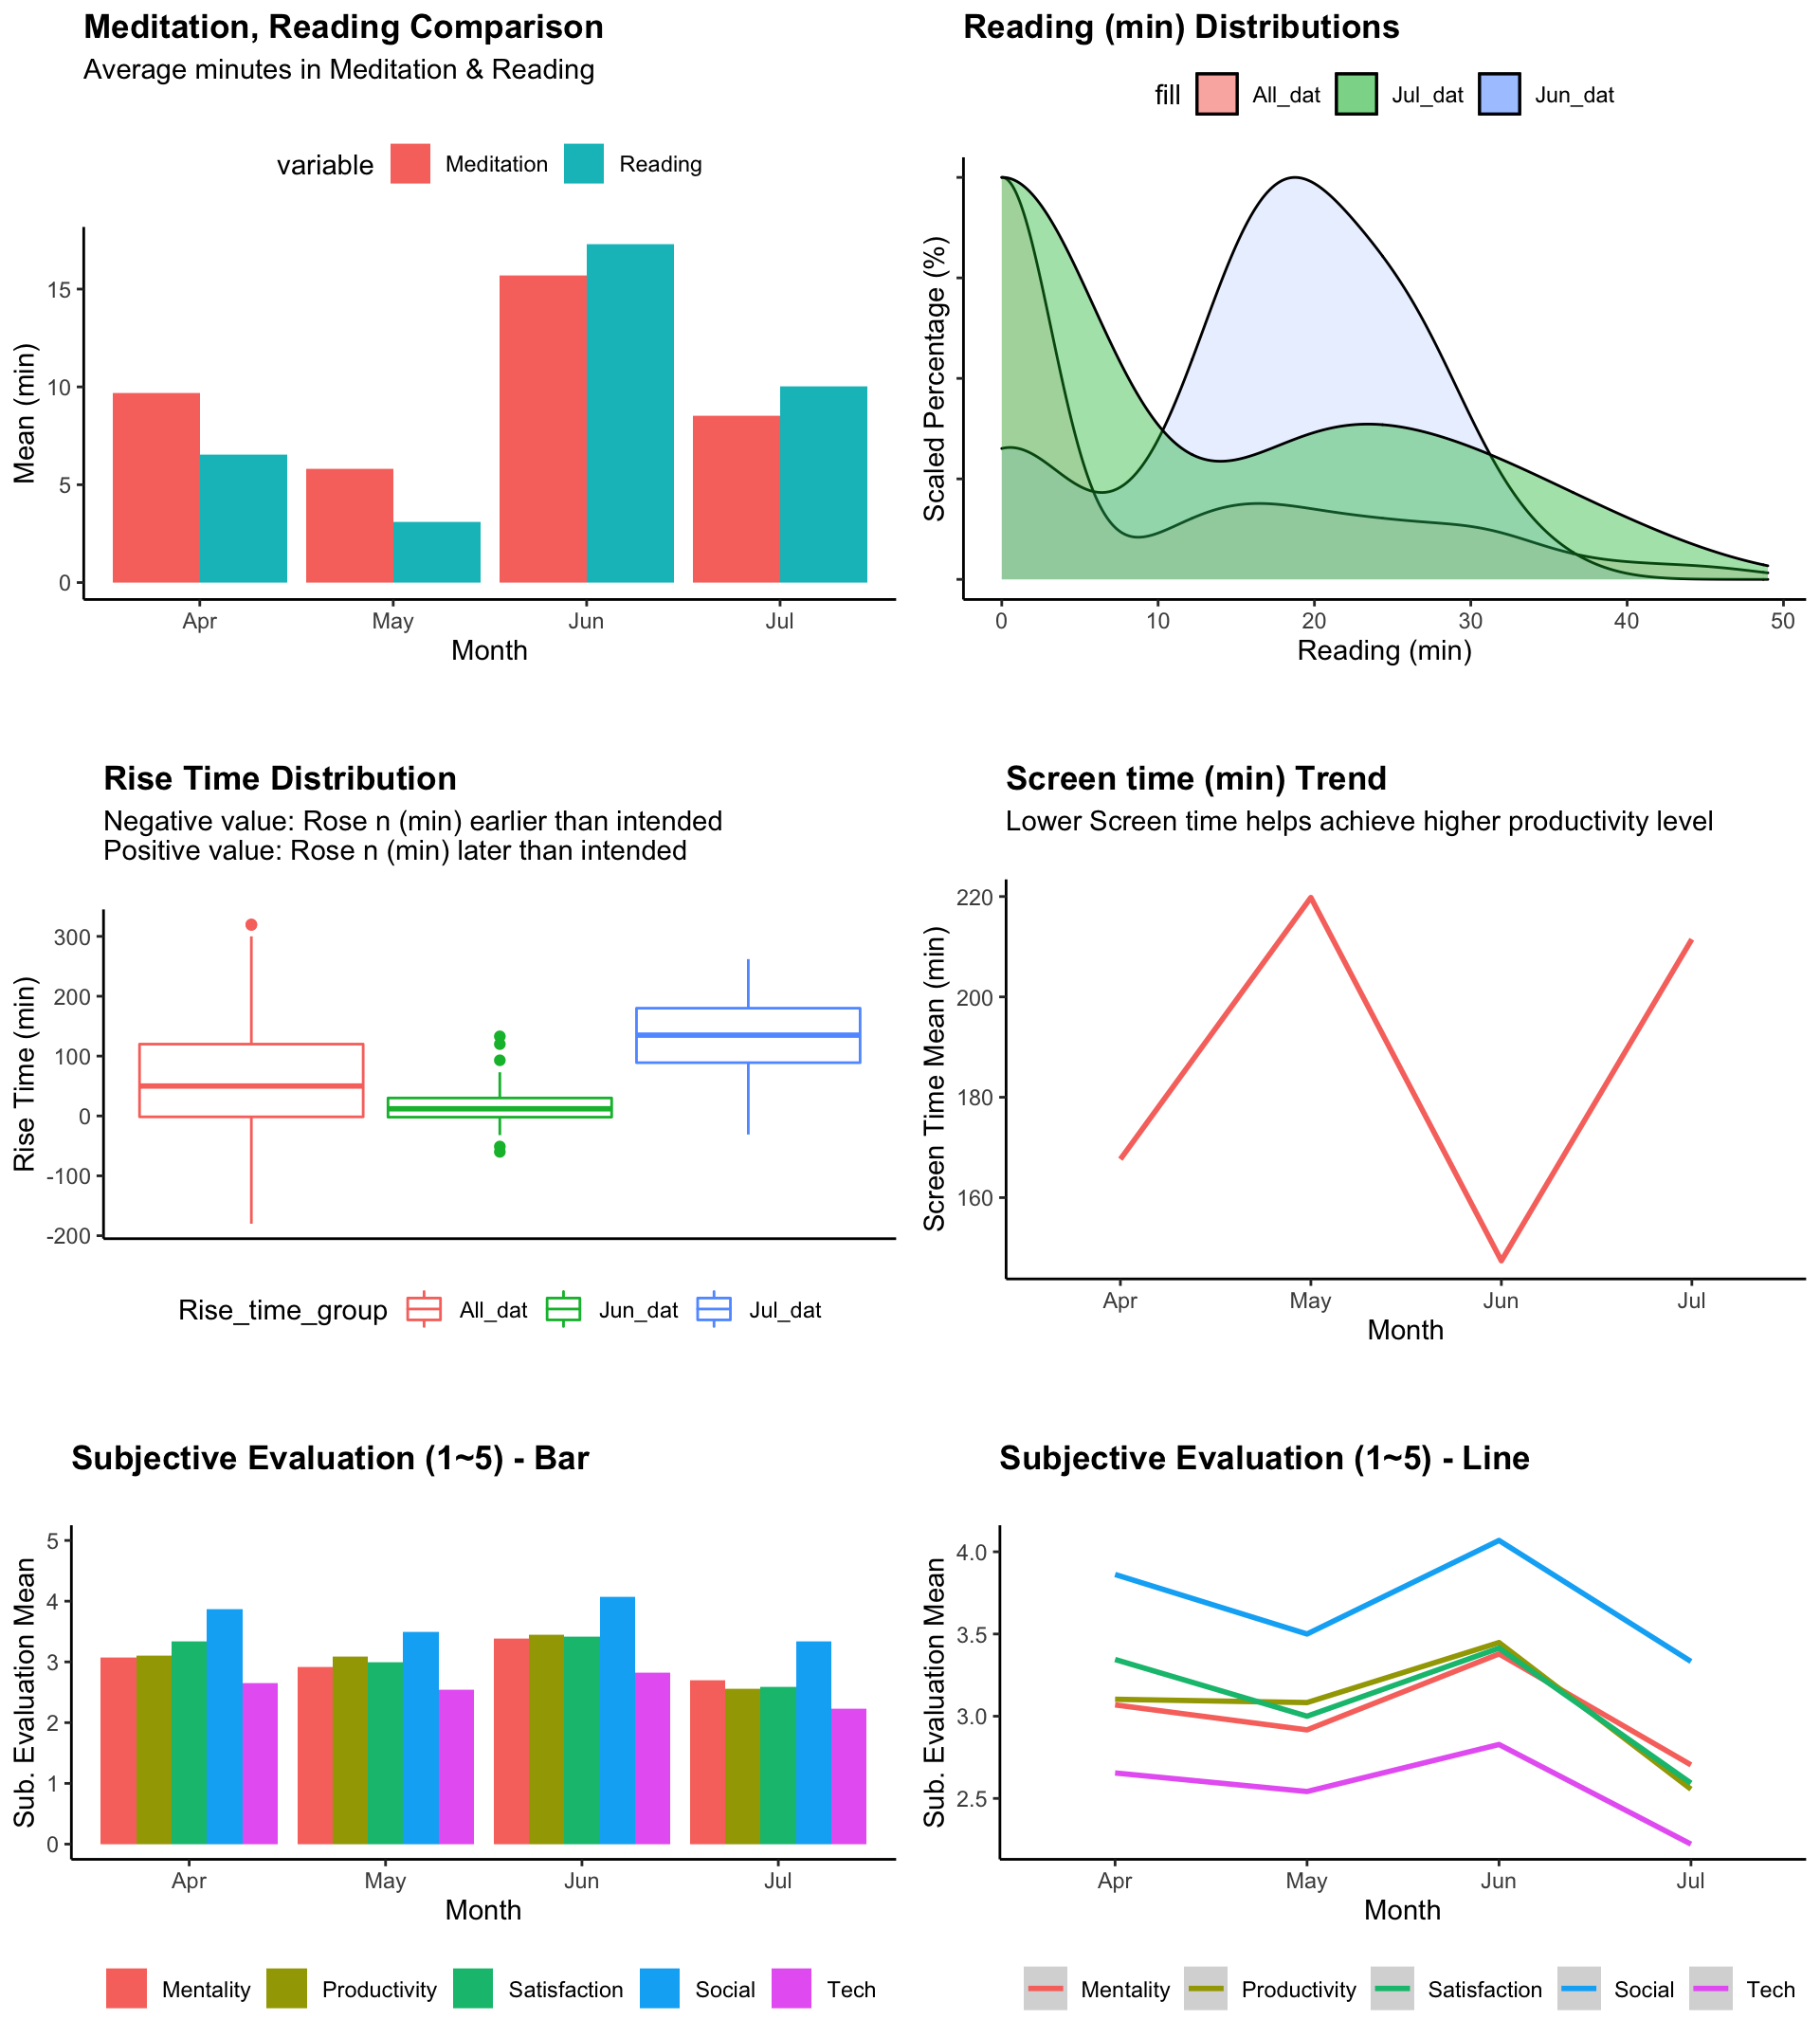 Meditation, Reading Comparison
Average minutes in Meditation & Reading
variable Meditation Reading
Mean (min)
15
10
5
0
Apr May Jun Jul
Month
Reading (min) Distributions
fill All_dat Jul_dat Jun_dat
Scaled Percentage (%)
0 10 20 30 40 50
Reading (min)
Rise Time Distribution
Negative value: Rose n (min) earlier than intended
Positive value: Rose n (min) later than intended
Rise Time (min)
300
200
100
0
-100
-200
Rise_time_group All_dat Jun_dat Jul_dat
Screen time (min) Trend
Lower Screen time helps achieve higher productivity level
Screen Time Mean (min)
220
200
180
160
Apr May Jun Jul
Month
Subjective Evaluation (1~5) - Bar
Sub. Evaluation Mean
5
4
3
2
1
0
Apr May Jun Jul
Month
Mentality Productivity Satisfaction Social Tech
Subjective Evaluation (1~5) - Line
Sub. Evaluation Mean
4.0
3.5
3.0
2.5
Apr May Jun Jul
Month
Mentality Productivity Satisfaction Social Tech